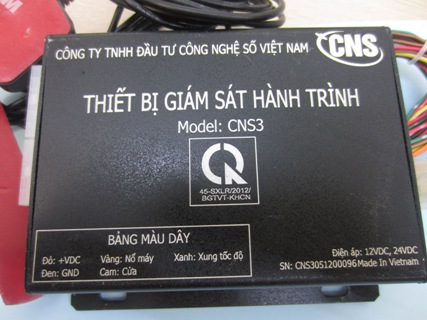 CÔNG TY TNHH ĐẦU TƯ CÔNG NGHỆ SỐ VIỆT NAM
CNS
THIẾT BỊ GIÁM SÁT HÀNH TRÌNH
Model: CNS3
45-SXLR/2012/
BGTVT-KHCN
BẢNG MÀU DÂY
Đỏ: +VDC Vàng: Nổ máy Xanh: Xung tốc độ
Đen: GND Cam: Cửa
Điện áp: 12VDC, 24VDC
SN: CNS3051200096 Made In Vietnam